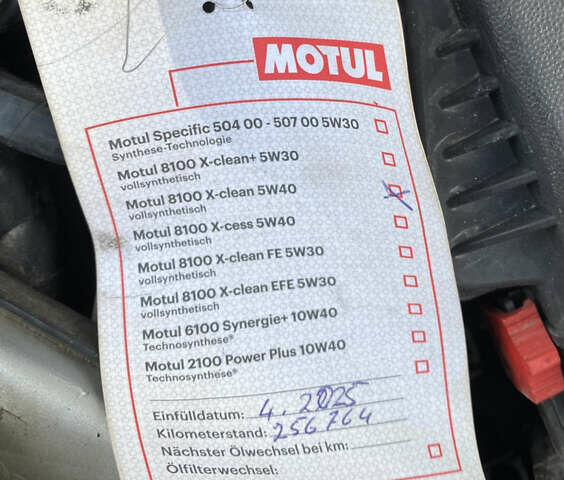 MOTUL
Motul Specific 504 00 - 507 00 5W30
Synthese-Technologie
Motul 8100 X-clean+ 5W30
vollsynthetisch
Motul 8100 X-clean 5W40
vollsynthetisch
Motul 8100 X-cess 5W40
vollsynthetisch
Motul 8100 X-clean FE 5W30
vollsynthetisch
Motul 8100 X-clean EFE 5W30
vollsynthetisch
Motul 6100 Synergie+ 10W40
Technosynthese®
Motul 2100 Power Plus 10W40
Technosynthese®
Einfülldatum: 4. 2025
Kilometerstand: 256764
Nächster Ölwechsel bei km:
Ölfilterwechsel: